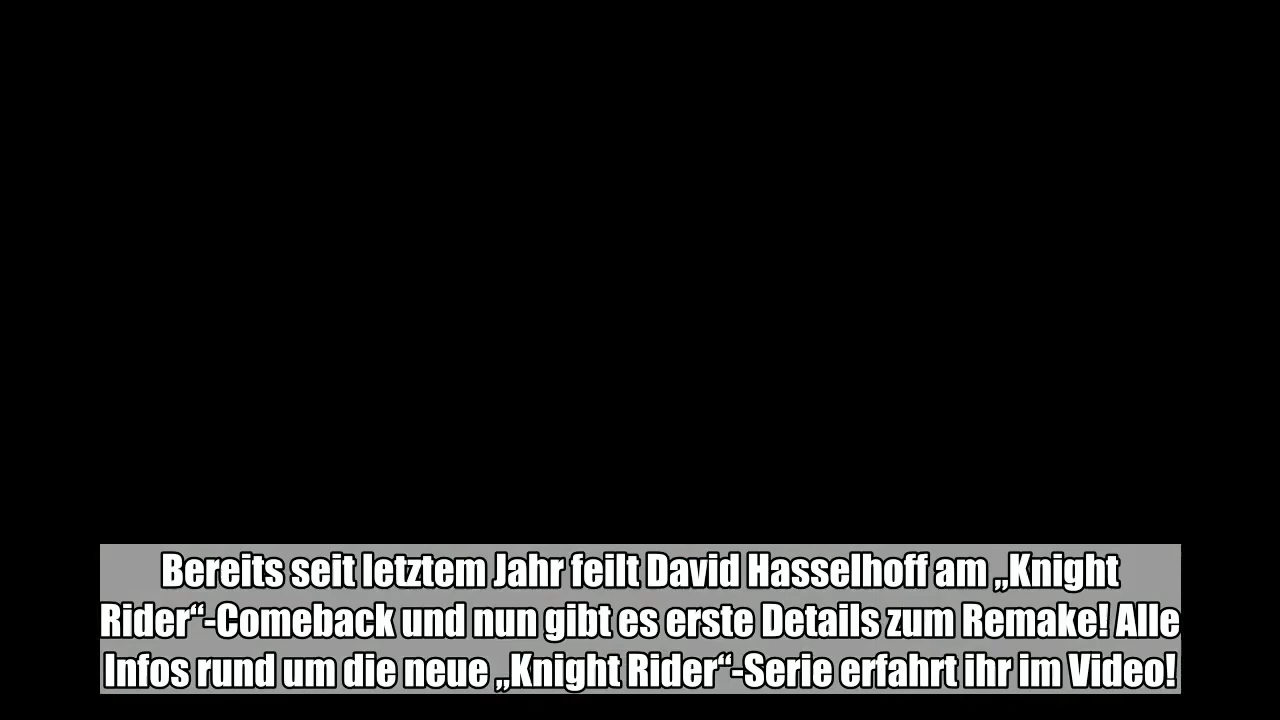 Bereits seit letztem Jahr feilt David Hasselhoff am „Knight
Rider“-Comeback und nun gibt es erste Details zum Remake! Alle
Infos rund um die neue „Knight Rider“-Serie erfahrt ihr im Video!